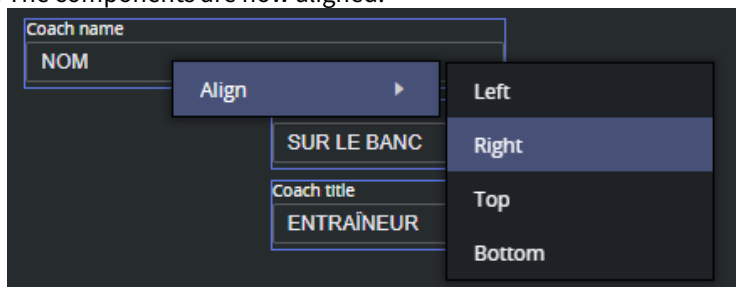 The components are now aligned.
Coach name
NOM
Align
Left
SUR LE BANC
Right
Coach title
ENTRAÎNEUR
Top
Bottom